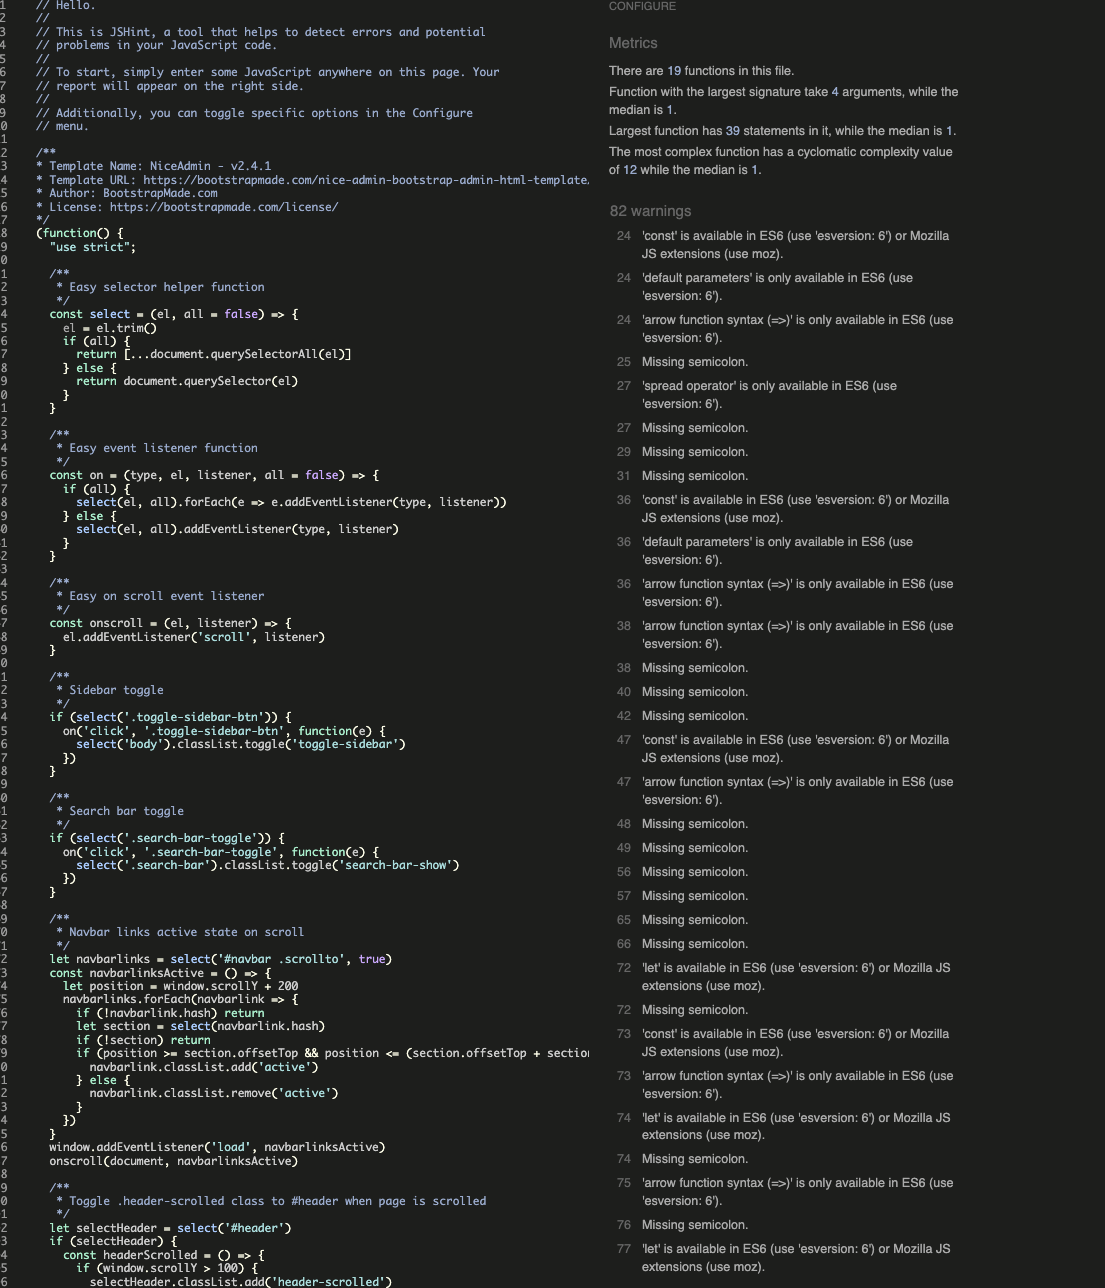 1 // Hello.
2 //
3 // This is JSHint, a tool that helps to detect errors and potential
4 // problems in your JavaScript code.
5 //
6 // To start, simply enter some JavaScript anywhere on this page. Your
7 // report will appear on the right side.
8 //
9 // Additionally, you can toggle specific options in the Configure
0 // menu.
1
2 /**
3 * Template Name: NiceAdmin - v2.4.1
4 * Template URL: https://bootstrapmade.com/nice-admin-bootstrap-admin-html-template/
5 * Author: BootstrapMade.com
6 * License: https://bootstrapmade.com/license/
7 */
8 (function() {
9 "use strict";
0
1 /**
2 * Easy selector helper function
3 */
4 const select = (el, all = false) => {
5 el = el.trim()
6 if (all) {
7 return [...document.querySelectorAll(el)]
8 } else {
9 return document.querySelector(el)
0 }
1 }
2
3 /**
4 * Easy event listener function
5 */
6 const on = (type, el, listener, all = false) => {
7 if (all) {
8 select(el, all).forEach(e => e.addEventListener(type, listener))
9 } else {
0 select(el, all).addEventListener(type, listener)
1 }
2 }
3
4 /**
5 * Easy on scroll event listener
6 */
7 const onscroll = (el, listener) => {
8 el.addEventListener('scroll', listener)
9 }
0
1 /**
2 * Sidebar toggle
3 */
4 if (select('.toggle-sidebar-btn')) {
5 on('click', '.toggle-sidebar-btn', function(e) {
6 select('body').classList.toggle('toggle-sidebar')
7 })
8 }
9
0 /**
1 * Search bar toggle
2 */
3 if (select('.search-bar-toggle')) {
4 on('click', '.search-bar-toggle', function(e) {
5 select('.search-bar').classList.toggle('search-bar-show')
6 })
7 }
8
9 /**
0 * Navbar links active state on scroll
1 */
2 let navbarlinks = select('#navbar .scrollto', true)
3 const navbarlinksActive = () => {
4 let position = window.scrollY + 200
5 navbarlinks.forEach(navbarlink => {
6 if (!navbarlink.hash) return
7 let section = select(navbarlink.hash)
8 if (!section) return
9 if (position >= section.offsetTop && position <= (section.offsetTop + section
0 navbarlink.classList.add('active')
1 } else {
2 navbarlink.classList.remove('active')
3 }
4 })
5 }
6 window.addEventListener('load', navbarlinksActive)
7 onscroll(document, navbarlinksActive)
8
9 /**
0 * Toggle .header-scrolled class to #header when page is scrolled
1 */
2 let selectHeader = select('#header')
3 if (selectHeader) {
4 const headerScrolled = () => {
5 if (window.scrollY > 100) {
6 selectHeader.classList.add('header-scrolled')
CONFIGURE
Metrics
There are 19 functions in this file.
Function with the largest signature take 4 arguments, while the
median is 1.
Largest function has 39 statements in it, while the median is 1.
The most complex function has a cyclomatic complexity value
of 12 while the median is 1.
82 warnings
24 'const' is available in ES6 (use 'esversion: 6') or Mozilla
JS extensions (use moz).
24 'default parameters' is only available in ES6 (use
'esversion: 6').
24 'arrow function syntax (=>)' is only available in ES6 (use
'esversion: 6').
25 Missing semicolon.
27 'spread operator' is only available in ES6 (use
'esversion: 6').
27 Missing semicolon.
29 Missing semicolon.
31 Missing semicolon.
36 'const' is available in ES6 (use 'esversion: 6') or Mozilla
JS extensions (use moz).
36 'default parameters' is only available in ES6 (use
'esversion: 6').
36 'arrow function syntax (=>)' is only available in ES6 (use
'esversion: 6').
38 'arrow function syntax (=>)' is only available in ES6 (use
'esversion: 6').
38 Missing semicolon.
40 Missing semicolon.
42 Missing semicolon.
47 'const' is available in ES6 (use 'esversion: 6') or Mozilla
JS extensions (use moz).
47 'arrow function syntax (=>)' is only available in ES6 (use
'esversion: 6').
48 Missing semicolon.
49 Missing semicolon.
56 Missing semicolon.
57 Missing semicolon.
65 Missing semicolon.
66 Missing semicolon.
72 'let' is available in ES6 (use 'esversion: 6') or Mozilla JS
extensions (use moz).
72 Missing semicolon.
73 'const' is available in ES6 (use 'esversion: 6') or Mozilla
JS extensions (use moz).
73 'arrow function syntax (=>)' is only available in ES6 (use
'esversion: 6').
74 'let' is available in ES6 (use 'esversion: 6') or Mozilla JS
extensions (use moz).
74 Missing semicolon.
75 'arrow function syntax (=>)' is only available in ES6 (use
'esversion: 6').
76 Missing semicolon.
77 'let' is available in ES6 (use 'esversion: 6') or Mozilla JS
extensions (use moz).